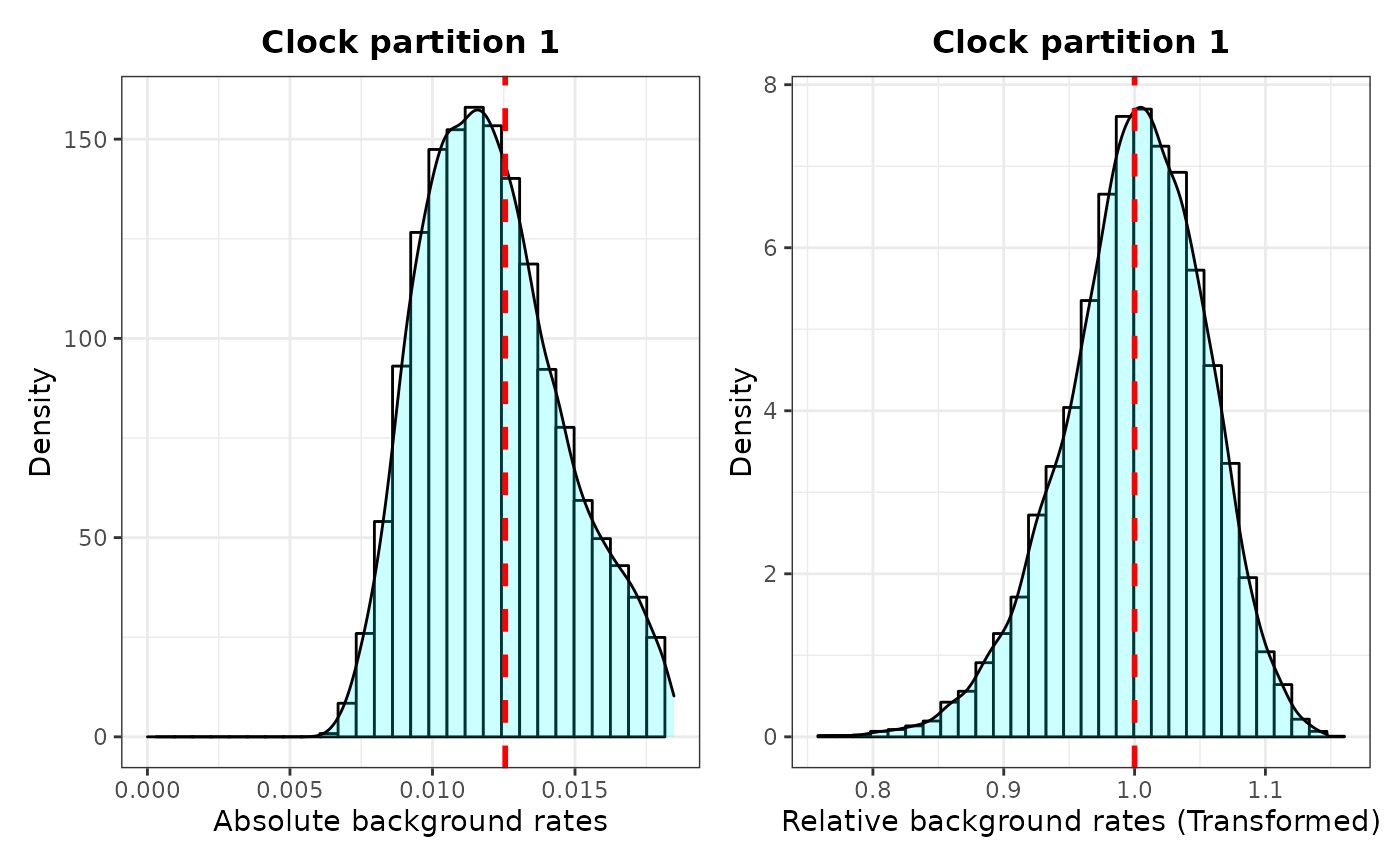 Clock partition 1
150
100
50
0
Density
0.000 0.005 0.010 0.015
Absolute background rates
Clock partition 1
8
6
4
2
0
Density
0.8 0.9 1.0 1.1
Relative background rates (Transformed)